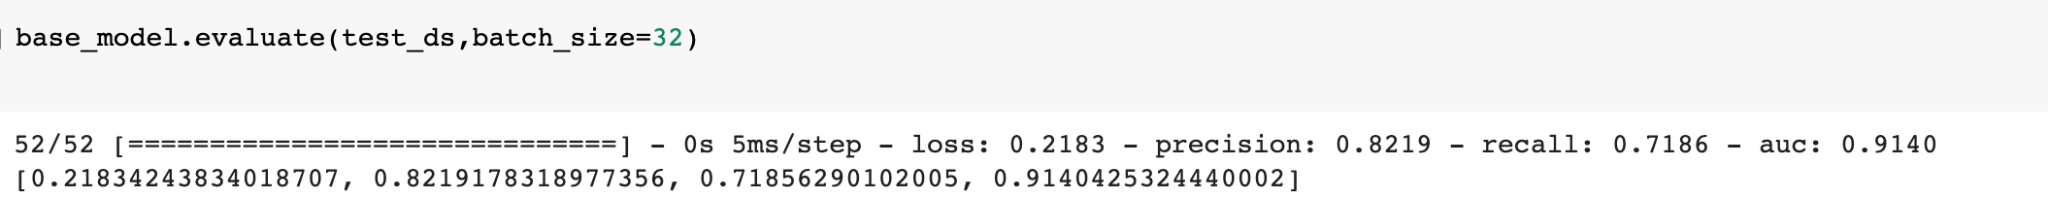 base_model.evaluate(test_ds,batch_size=32)
52/52 [==============================] - 0s 5ms/step - loss: 0.2183 - precision: 0.8219 - recall: 0.7186 - auc: 0.9140
[0.21834243834018707, 0.8219178318977356, 0.71856290102005, 0.9140425324440002]